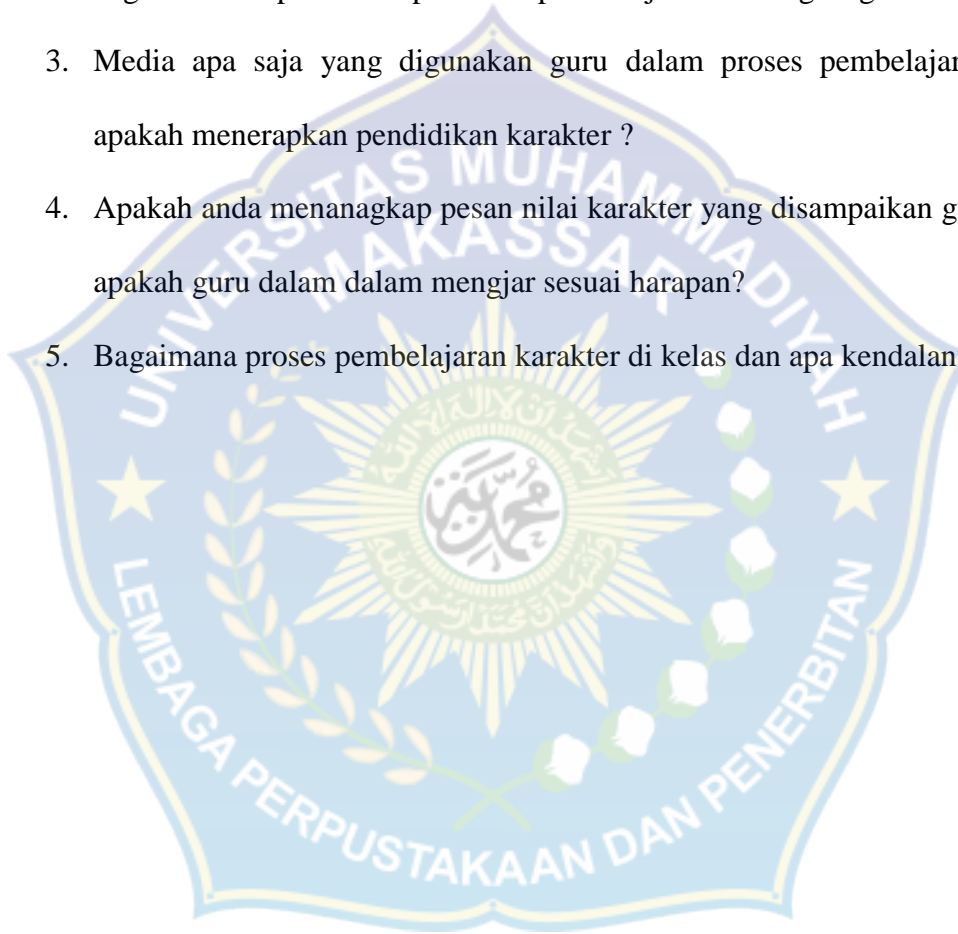 3. Media apa saja yang digunakan guru dalam proses pembelajar
apakah menerapkan pendidikan karakter ?
4. Apakah anda menanagkap pesan nilai karakter yang disampaikan g
apakah guru dalam dalam mengjar sesuai harapan?
5. Bagaimana proses pembelajaran karakter di kelas dan apa kendalan
UNIVERSITAS MUHAMMADIYAH
MAKASSAR
LEMBAGA PERPUSTAKAAN DAN PENERBITAN